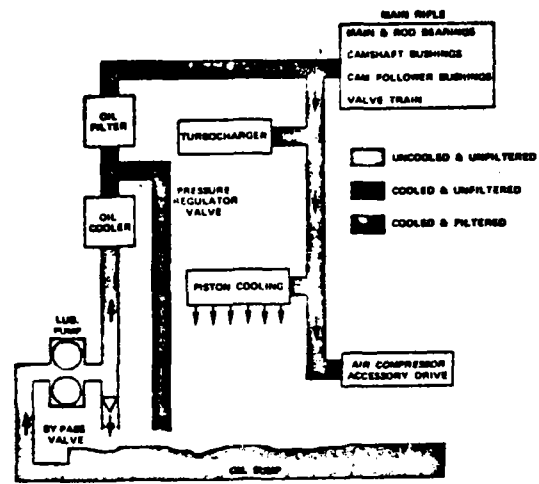 MAIN RIFLE
MAIN & ROD BEARINGS
CAMSHAFT BUSHINGS
CAM FOLLOWER BUSHINGS
VALVE TRAIN
OIL
FILTER
TURBOCHARGER
UNCOOLED & UNFILTERED
COOLED & UNFILTERED
COOLED & FILTERED
PRESSURE
REGULATOR
VALVE
OIL
COOLER
PISTON COOLING
LUB.
PUMP
AIR COMPRESSOR
ACCESSORY DRIVE
BY PASS
VALVE
OIL SUMP